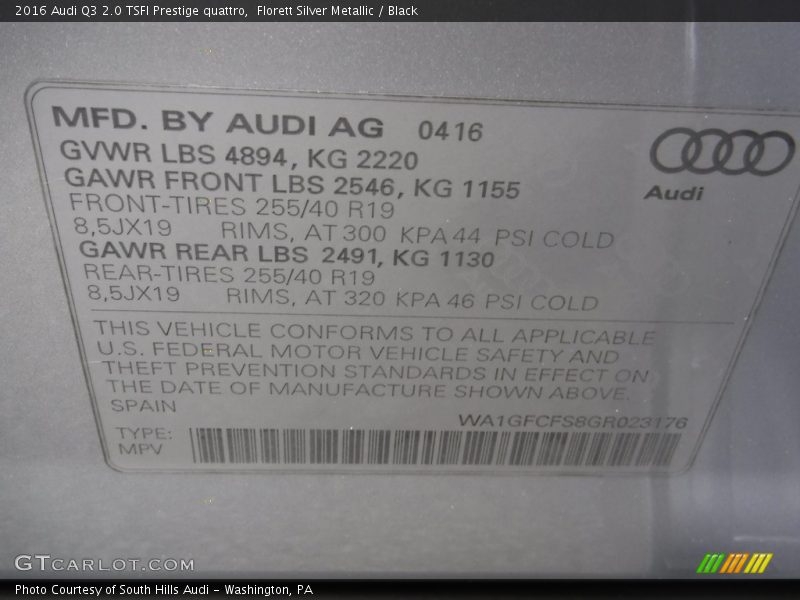 2016 Audi Q3 2.0 TSFI Prestige quattro,  Florett Silver Metallic / Black
MFD. BY AUDI AG 0416
GVWR LBS 4894, KG 2220
GAWR FRONT LBS 2546, KG 1155
FRONT-TIRES 255/40 R19
8,5JX19 RIMS, AT 300 KPA 44 PSI COLD
GAWR REAR LBS 2491, KG 1130
REAR-TIRES 255/40 R19
8,5JX19 RIMS, AT 320 KPA 46 PSI COLD
Audi
THIS VEHICLE CONFORMS TO ALL APPLICABLE
U.S. FEDERAL MOTOR VEHICLE SAFETY AND
THEFT PREVENTION STANDARDS IN EFFECT ON
THE DATE OF MANUFACTURE SHOWN ABOVE.
SPAIN
WA1GFCFS8GR023176
TYPE:
MPV
GTCARLOT.COM
Photo Courtesy of South Hills Audi - Washington, PA